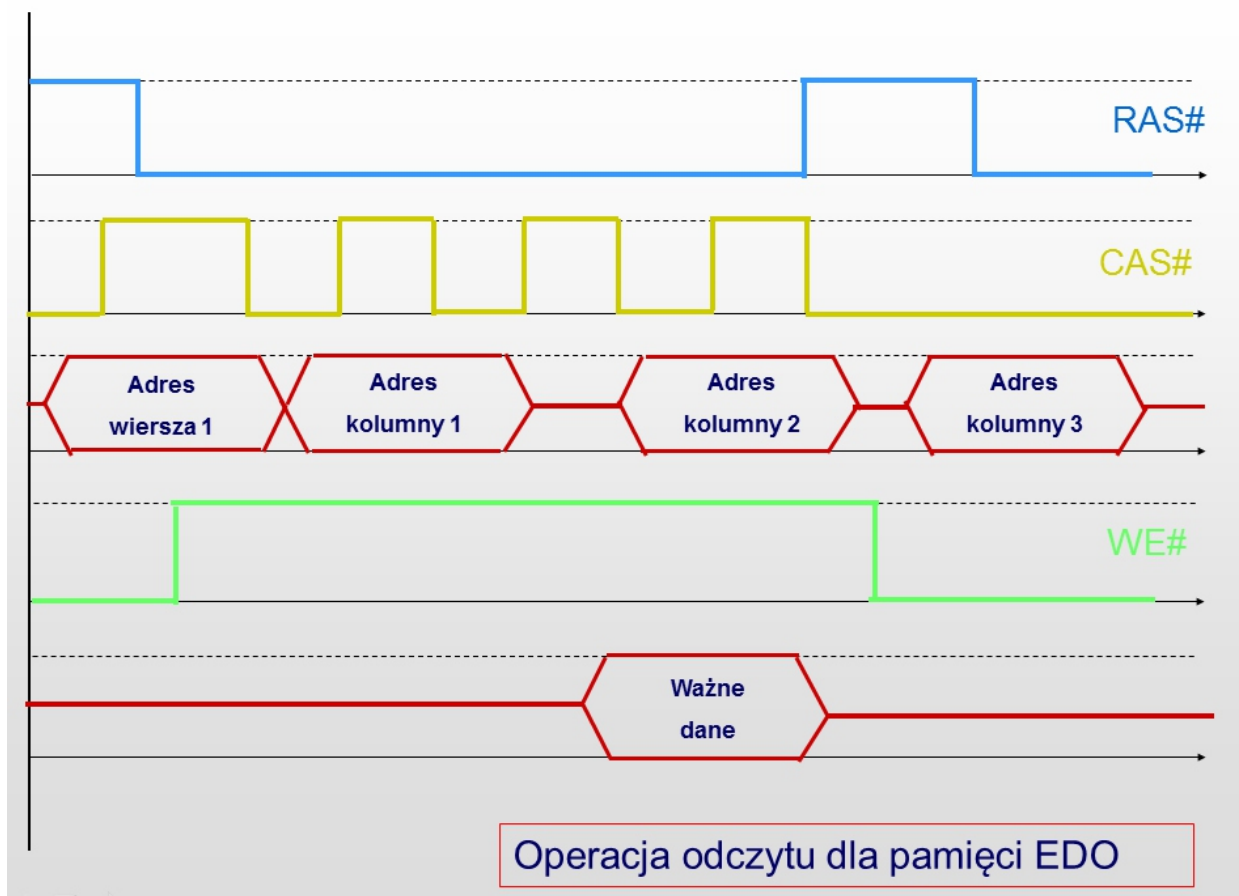 RAS#
CAS#
Adres
wiersza 1
Adres
kolumny 1
Adres
kolumny 2
Adres
kolumny 3
WE#
Ważne
dane
Operacja odczytu dla pamięci EDO